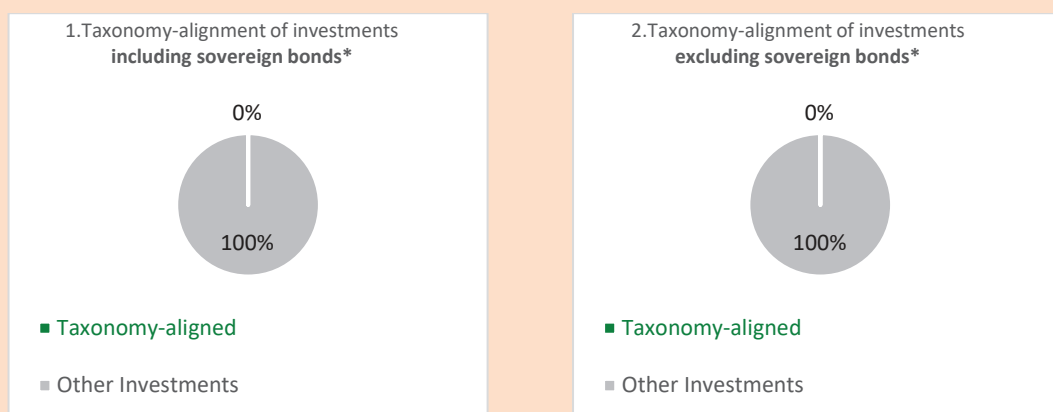 1.Taxonomy-alignment of investments
including sovereign bonds*
0%
100%
Taxonomy-aligned
Other Investments
2.Taxonomy-alignment of investments
excluding sovereign bonds*
0%
100%
Taxonomy-aligned
Other Investments